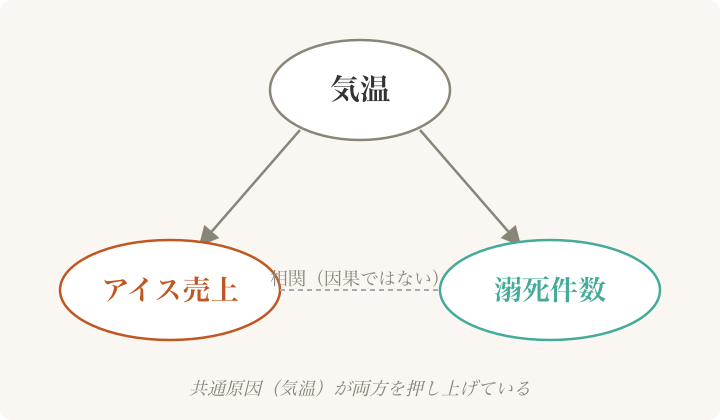 気温
アイス売上
相関（因果ではない）
溺死件数
共通原因（気温）が両方を押し上げている